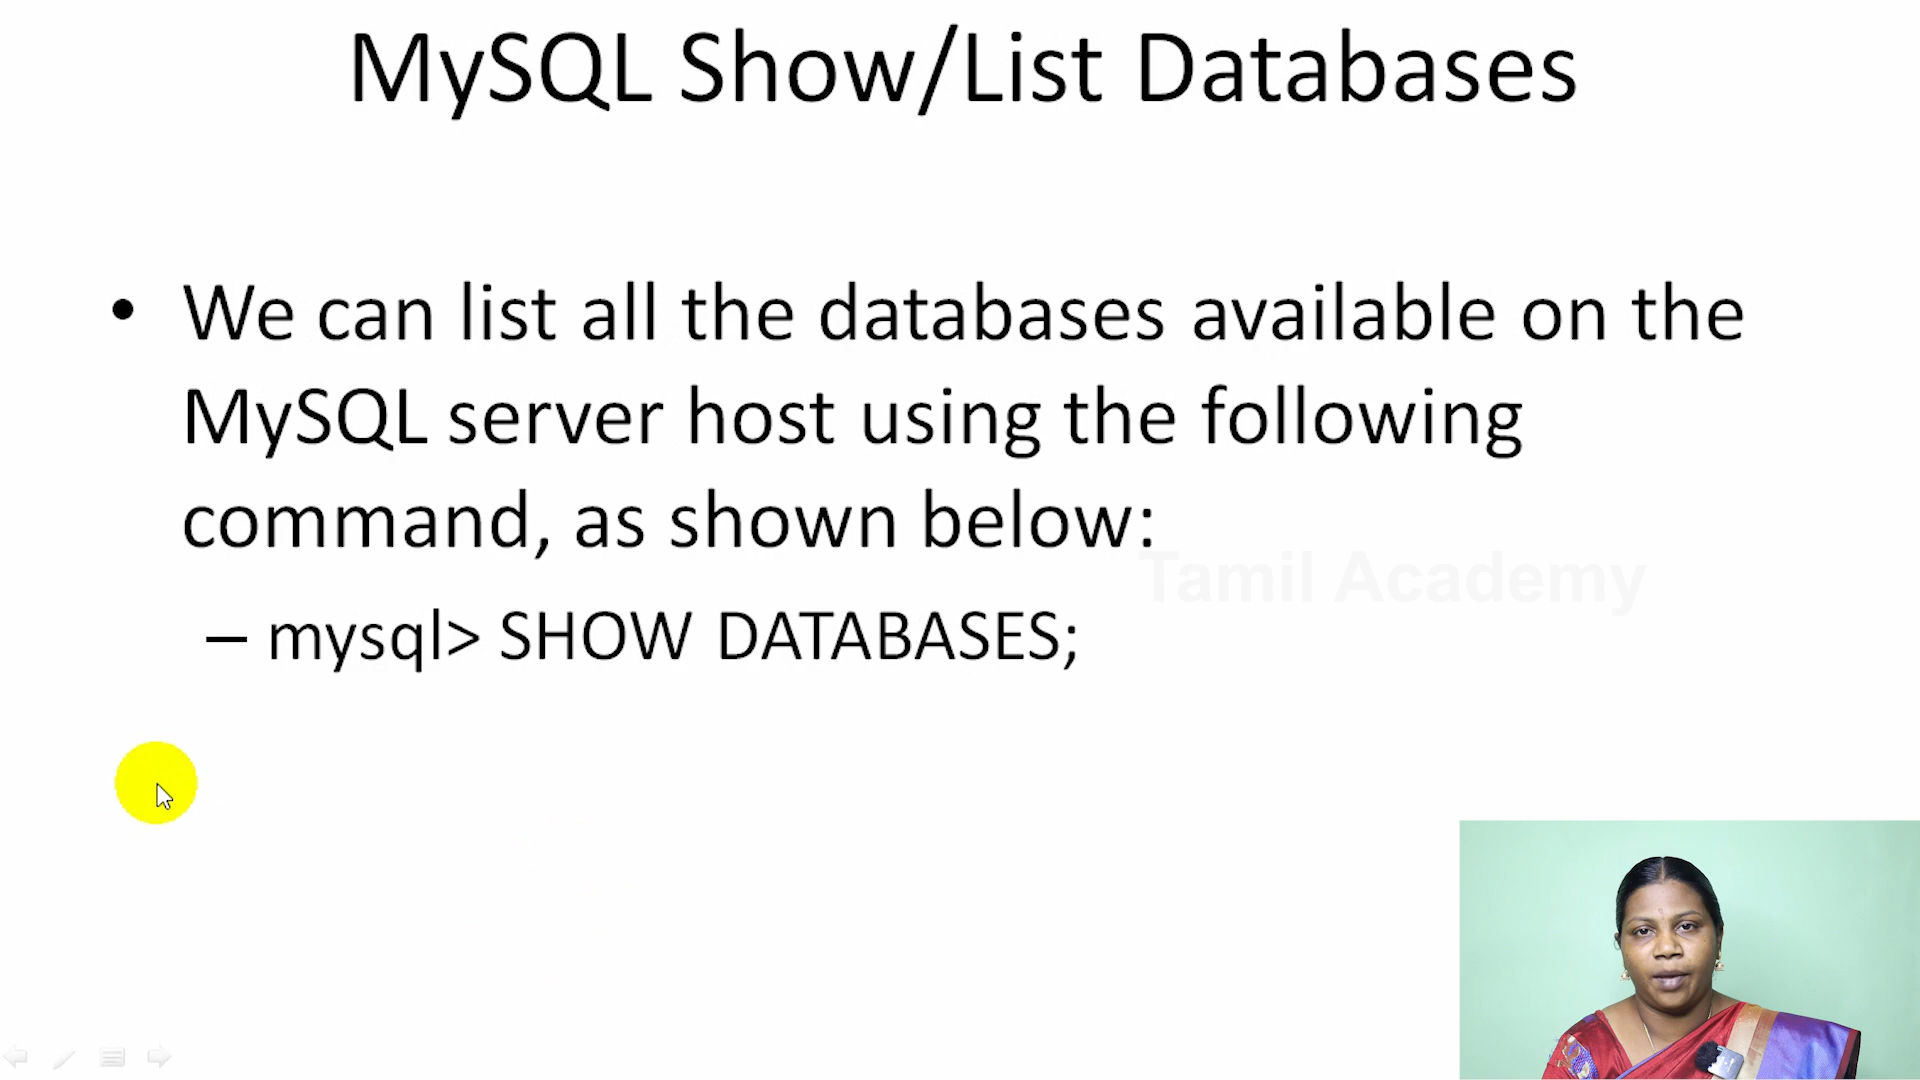 MySQL Show/List Databases
• We can list all the databases available on the
MySQL server host using the following
command, as shown below:
Tamil Academy
– mysql> SHOW DATABASES;